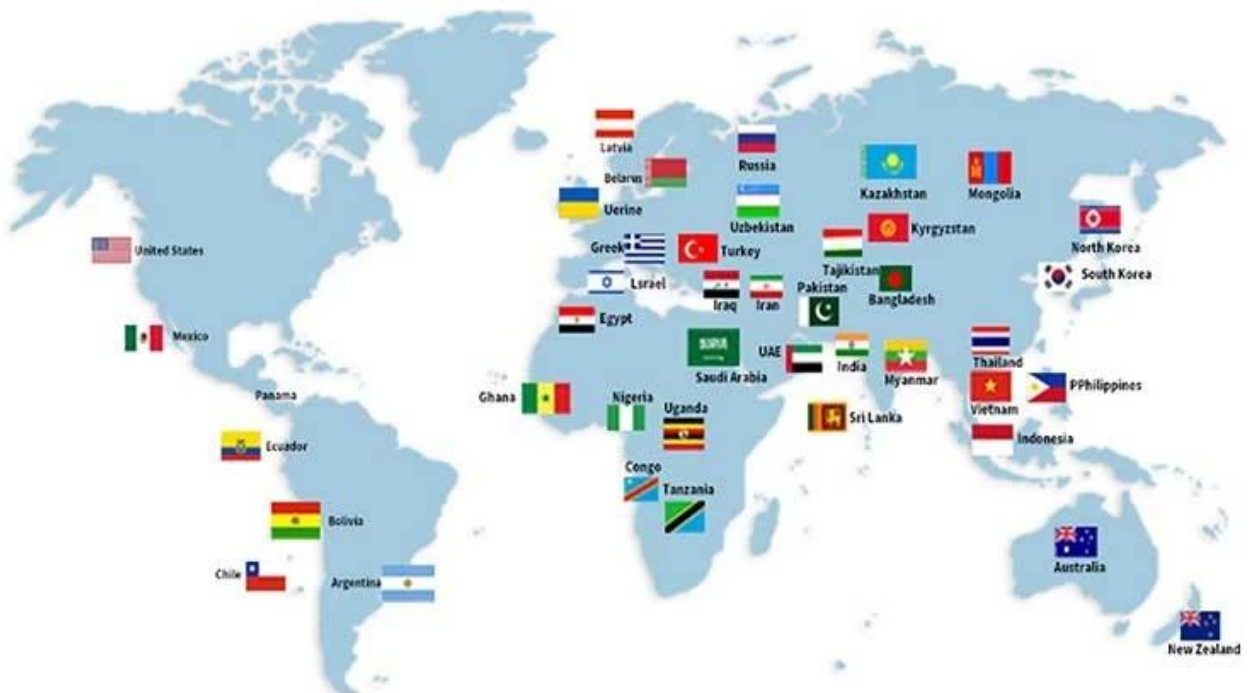 Latvia
Russia
Belarus
Kazakhstan
Mongolia
Uerine
Uzbekistan
Kyrgyzstan
North Korea
United States
Greek
Turkey
Tajikistan
South Korea
Lsrael
Iraq
Iran
Pakistan
Bangladesh
Egypt
Mexico
Saudi Arabia
UAE
India
Myanmar
Thailand
Panama
Ghana
Nigeria
Uganda
Sri Lanka
Vietnam
PPhilippines
Ecuador
Indonesia
Congo
Tanzania
Bolivia
Chile
Argentina
Australia
New Zealand